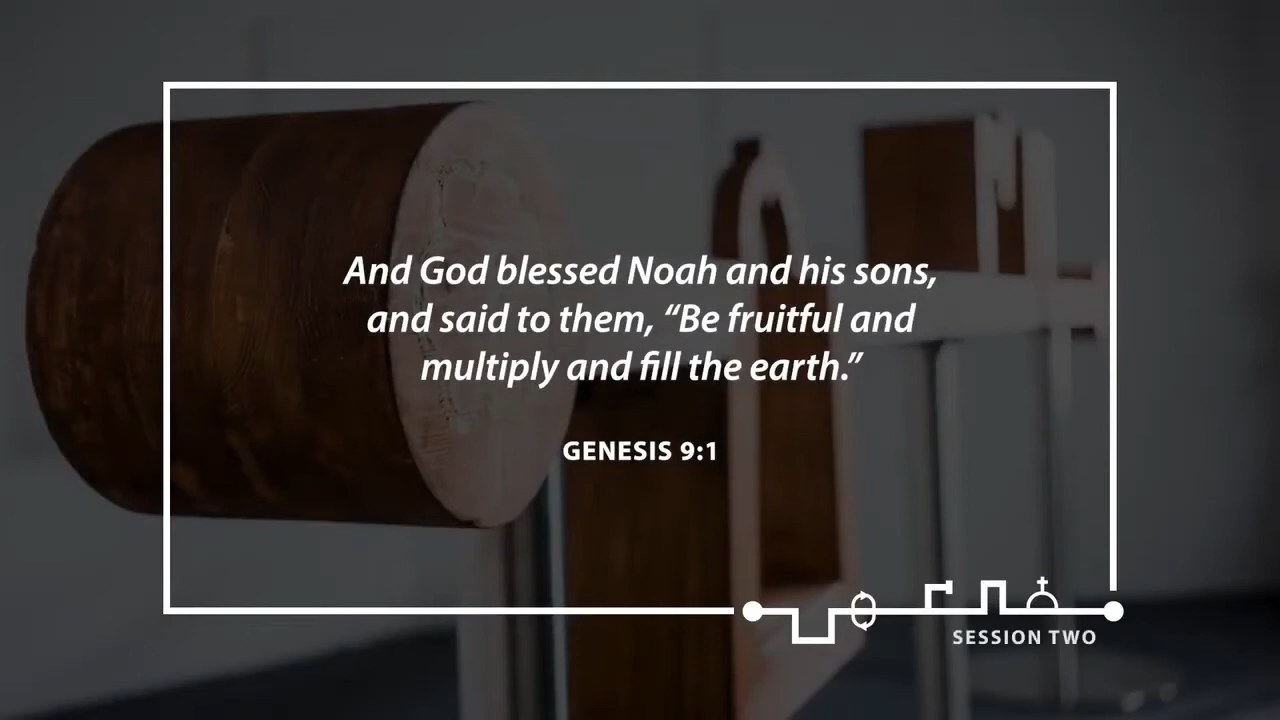 And God blessed Noah and his sons,
and said to them, “Be fruitful and
multiply and fill the earth.”
GENESIS 9:1
SESSION TWO